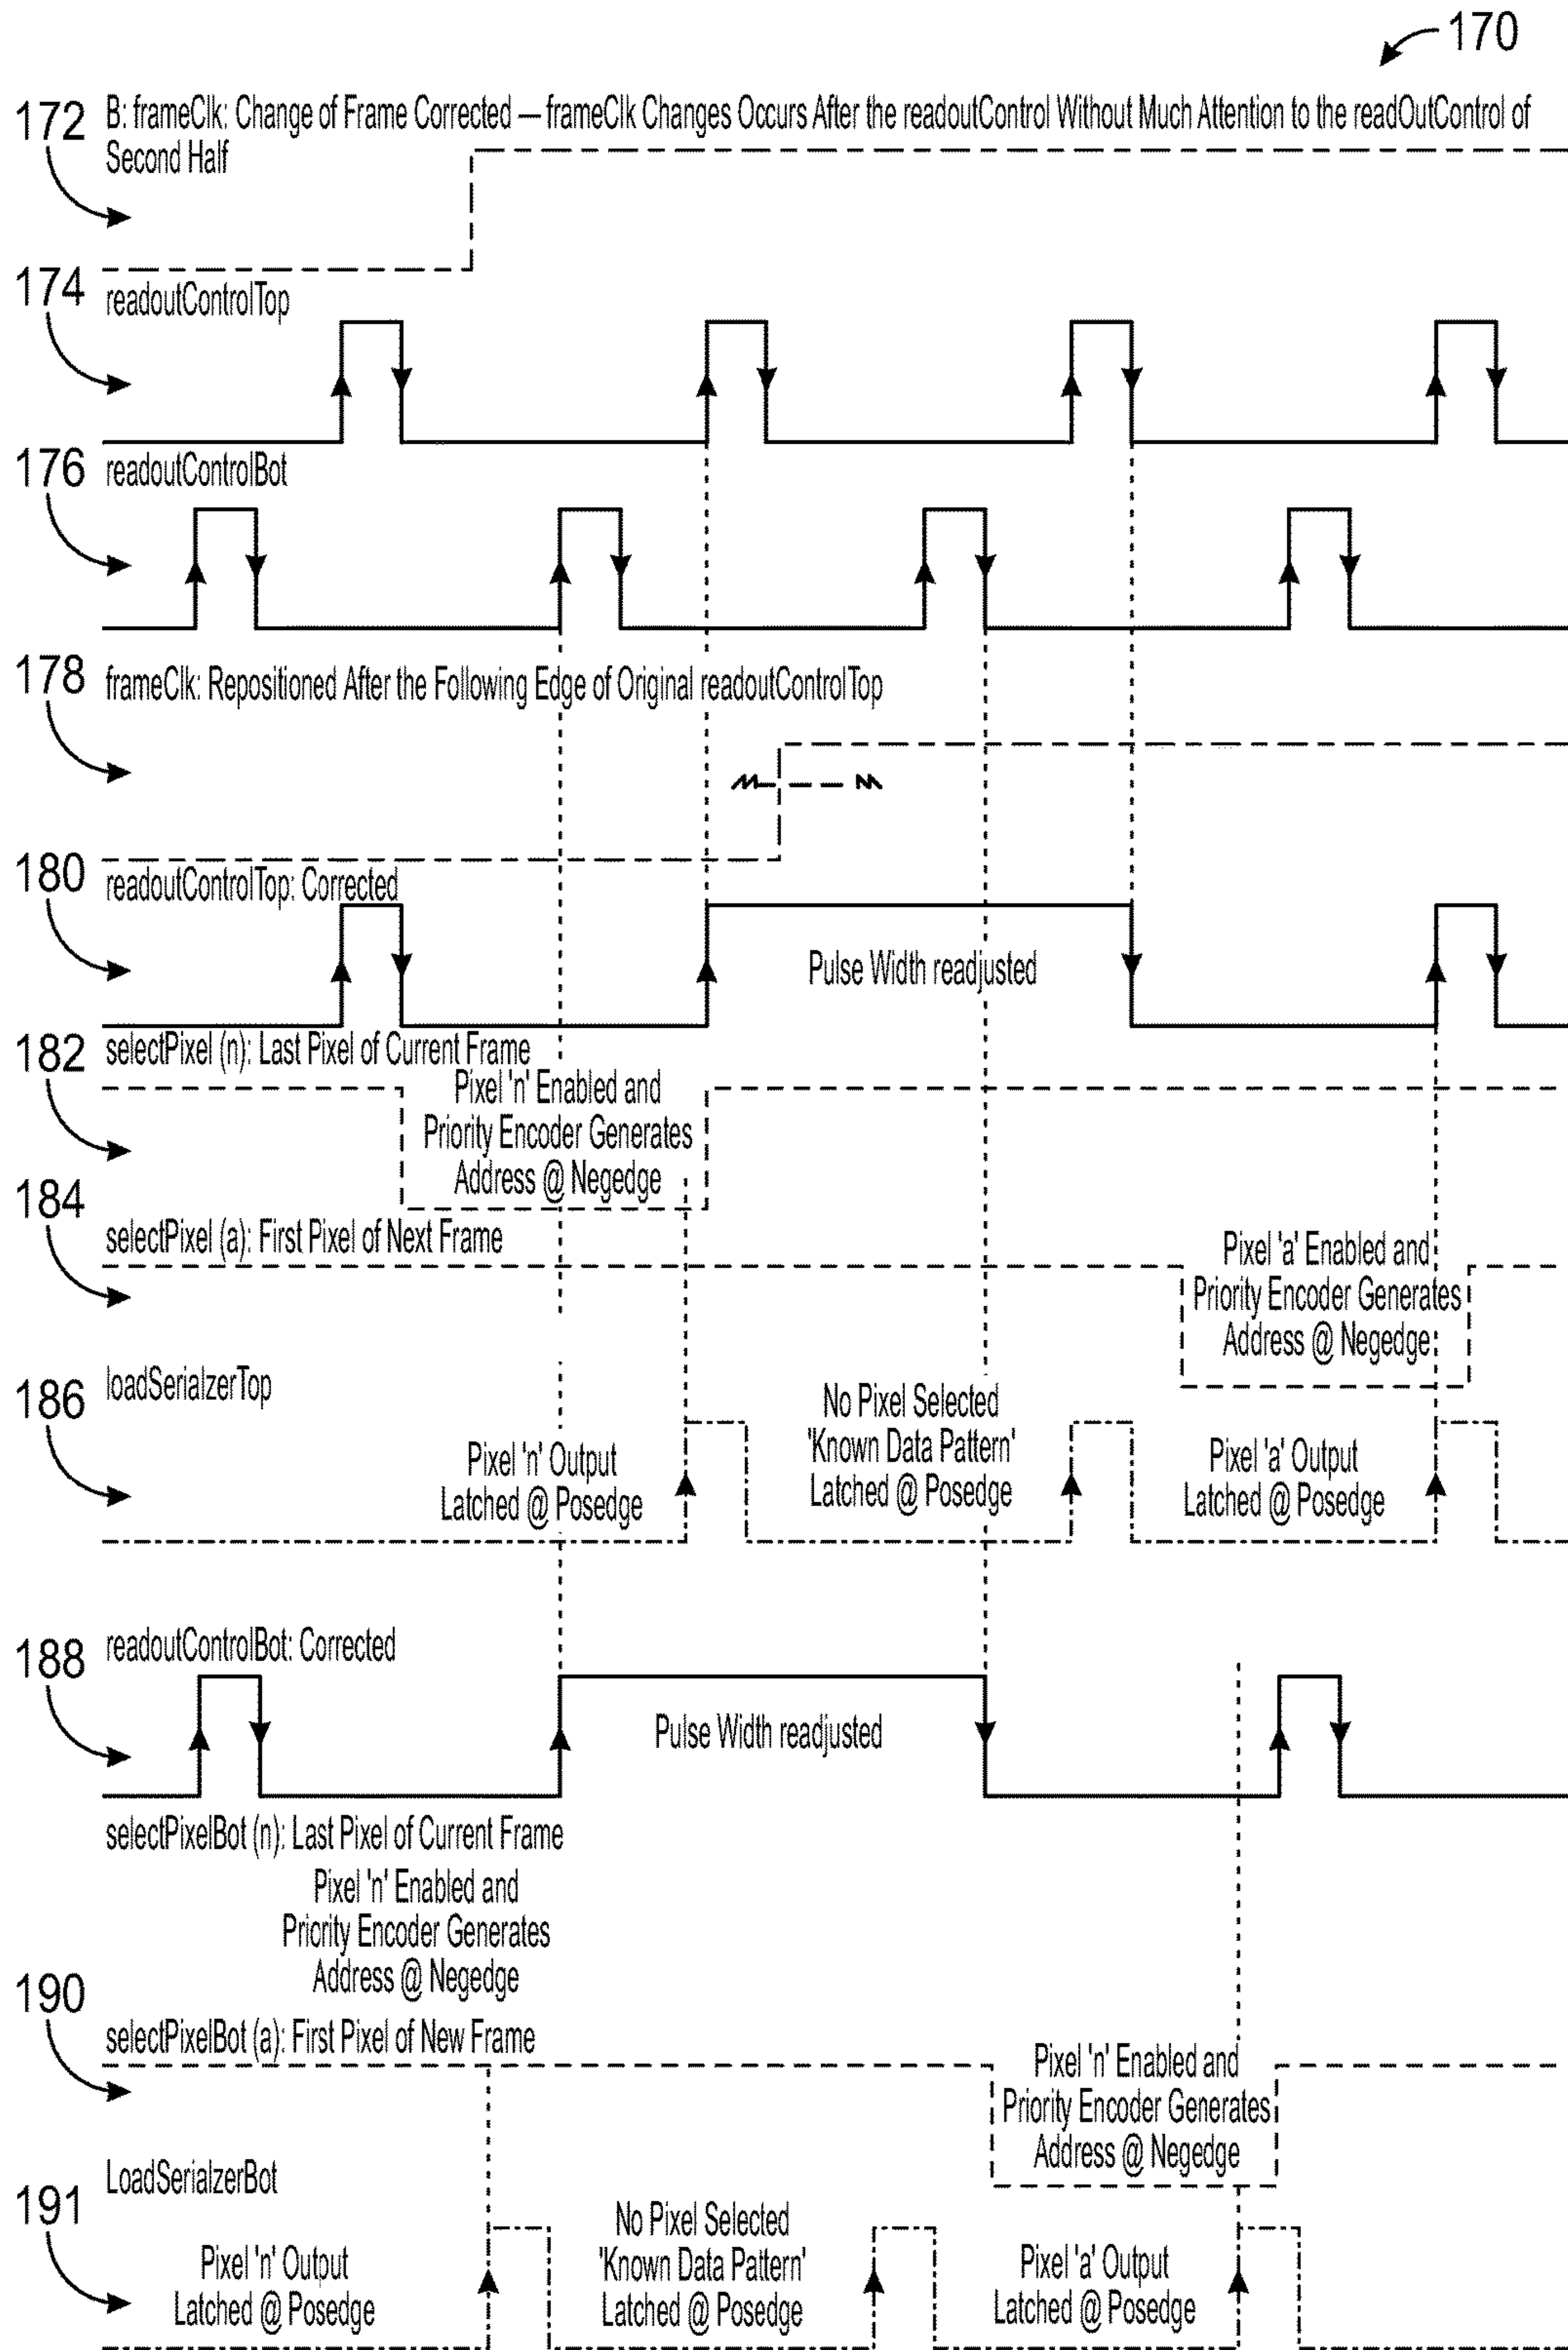 170
172
B: frameClk: Change of Frame Corrected — frameClk Changes Occurs After the readoutControl Without Much Attention to the readOutControl of
Second Half
174
readoutControlTop
176
readoutControlBot
178
frameClk: Repositioned After the Following Edge of Original readoutControlTop
180
readoutControlTop: Corrected
Pulse Width readjusted
182
selectPixel (n): Last Pixel of Current Frame
Pixel 'n' Enabled and
Priority Encoder Generates
Address @ Negedge
184
selectPixel (a): First Pixel of Next Frame
Pixel 'a' Enabled and
Priority Encoder Generates
Address @ Negedge
186
loadSerialzerTop
Pixel 'n' Output
Latched @ Posedge
No Pixel Selected
'Known Data Pattern'
Latched @ Posedge
Pixel 'a' Output
Latched @ Posedge
188
readoutControlBot: Corrected
Pulse Width readjusted
selectPixelBot (n): Last Pixel of Current Frame
Pixel 'n' Enabled and
Priority Encoder Generates
Address @ Negedge
190
selectPixelBot (a): First Pixel of New Frame
Pixel 'n' Enabled and
Priority Encoder Generates
Address @ Negedge
191
LoadSerialzerBot
Pixel 'n' Output
Latched @ Posedge
No Pixel Selected
'Known Data Pattern'
Latched @ Posedge
Pixel 'a' Output
Latched @ Posedge